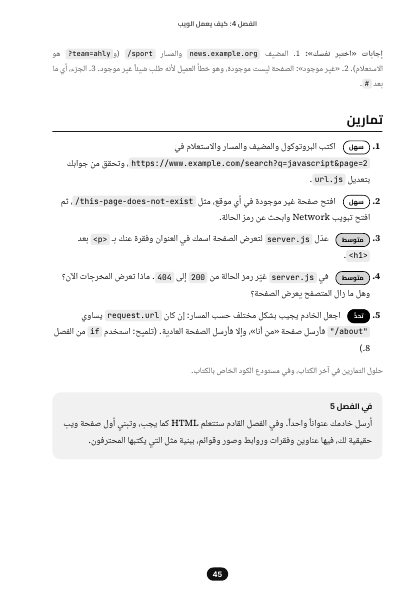 الفصل 4: كيف يعمل الويب
إجابات «اختبر نفسك»: 1. المضيف news.example.org والمسار /sport (و?team=ahly هو
الاستعلام). 2. «غير موجود»: الصفحة ليست موجودة، وهو خطأ العميل لأنه طلب شيئاً غير موجود. 3. الجزء، أي ما
بعد #.
تمارين
1. سهل اكتب البروتوكول والمضيف والمسار والاستعلام في
https://www.example.com/search?q=javascript&page=2، وتحقق من جوابك
بتعديل url.js.
2. سهل افتح صفحة غير موجودة في أي موقع، مثل /this-page-does-not-exist، ثم
افتح تبويب Network وابحث عن رمز الحالة.
3. متوسط عدّل server.js لتعرض الصفحة اسمك في العنوان وفقرة عنك بـ <p> بعد
<h1>.
4. متوسط في server.js غيّر رمز الحالة من 200 إلى 404. ماذا تعرض المخرجات الآن؟
وهل ما زال المتصفح يعرض الصفحة؟
5. تحدٍّ اجعل الخادم يجيب بشكل مختلف حسب المسار: إن كان request.url يساوي
"/about" فأرسل صفحة «من أنا»، وإلا فأرسل الصفحة العادية. (تلميح: استخدم if من الفصل
8.)
حلول التمارين في آخر الكتاب، وفي مستودع الكود الخاص بالكتاب.
في الفصل 5
أرسل خادمك عنواناً واحداً. وفي الفصل القادم ستتعلم HTML كما يجب، وتبني أول صفحة ويب
حقيقية لك، فيها عناوين وفقرات وروابط وصور وقوائم، ببنية مثل التي يكتبها المحترفون.
45